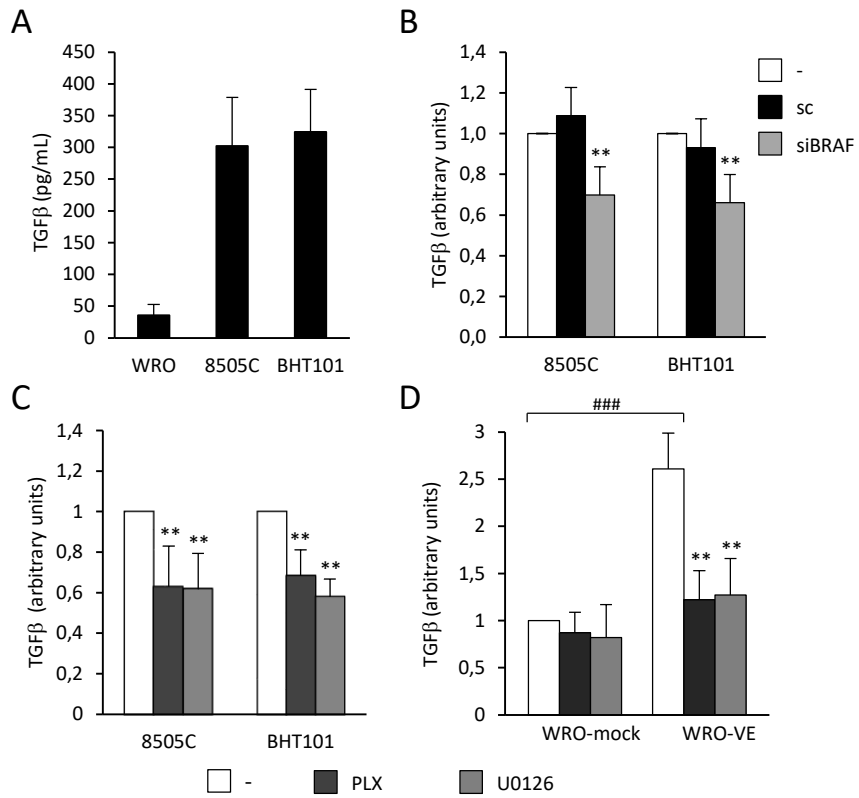 A
TGFβ (pg/mL)
450
400
350
300
250
200
150
100
50
0
WRO 8505C BHT101
B
TGFβ (arbitrary units)
1,4
1,2
1,0
0,8
0,6
0,4
0,2
0,0
** **
8505C BHT101
-
sc
siBRAF
C
TGFβ (arbitrary units)
1,4
1,2
1
0,8
0,6
0,4
0,2
0
** ** ** **
8505C BHT101
D
###
TGFβ (arbitrary units)
3
2,5
2
1,5
1
0,5
0
** **
WRO-mock WRO-VE
- PLX U0126